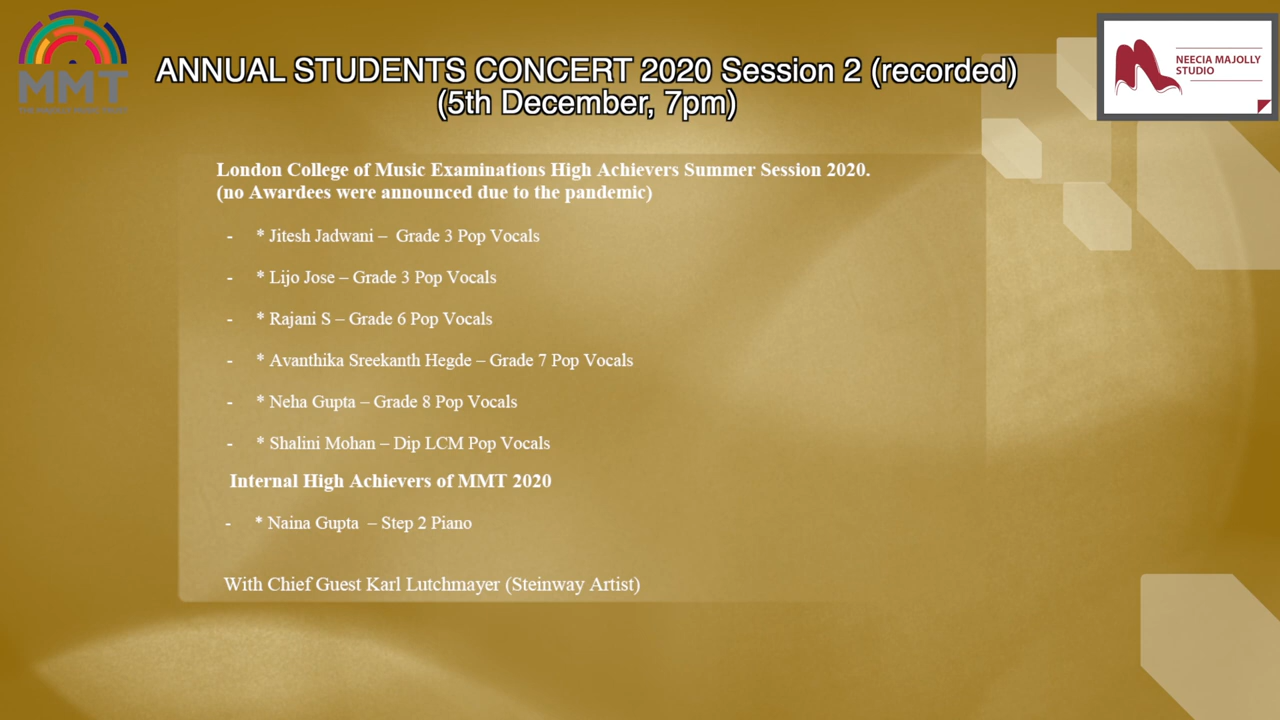 MMT
ANNUAL STUDENTS CONCERT 2020 Session 2 (recorded)
(5th December, 7pm)
NEECIA MAJOLLY
STUDIO
London College of Music Examinations High Achievers Summer Session 2020.
(no Awardees were announced due to the pandemic)
- * Jitesh Jadwani – Grade 3 Pop Vocals
- * Lijo Jose – Grade 3 Pop Vocals
- * Rajani S – Grade 6 Pop Vocals
- * Avanthika Sreekanth Hegde – Grade 7 Pop Vocals
- * Neha Gupta – Grade 8 Pop Vocals
- * Shalini Mohan – Dip LCM Pop Vocals
Internal High Achievers of MMT 2020
- * Naina Gupta – Step 2 Piano
With Chief Guest Karl Lutchmayer (Steinway Artist)